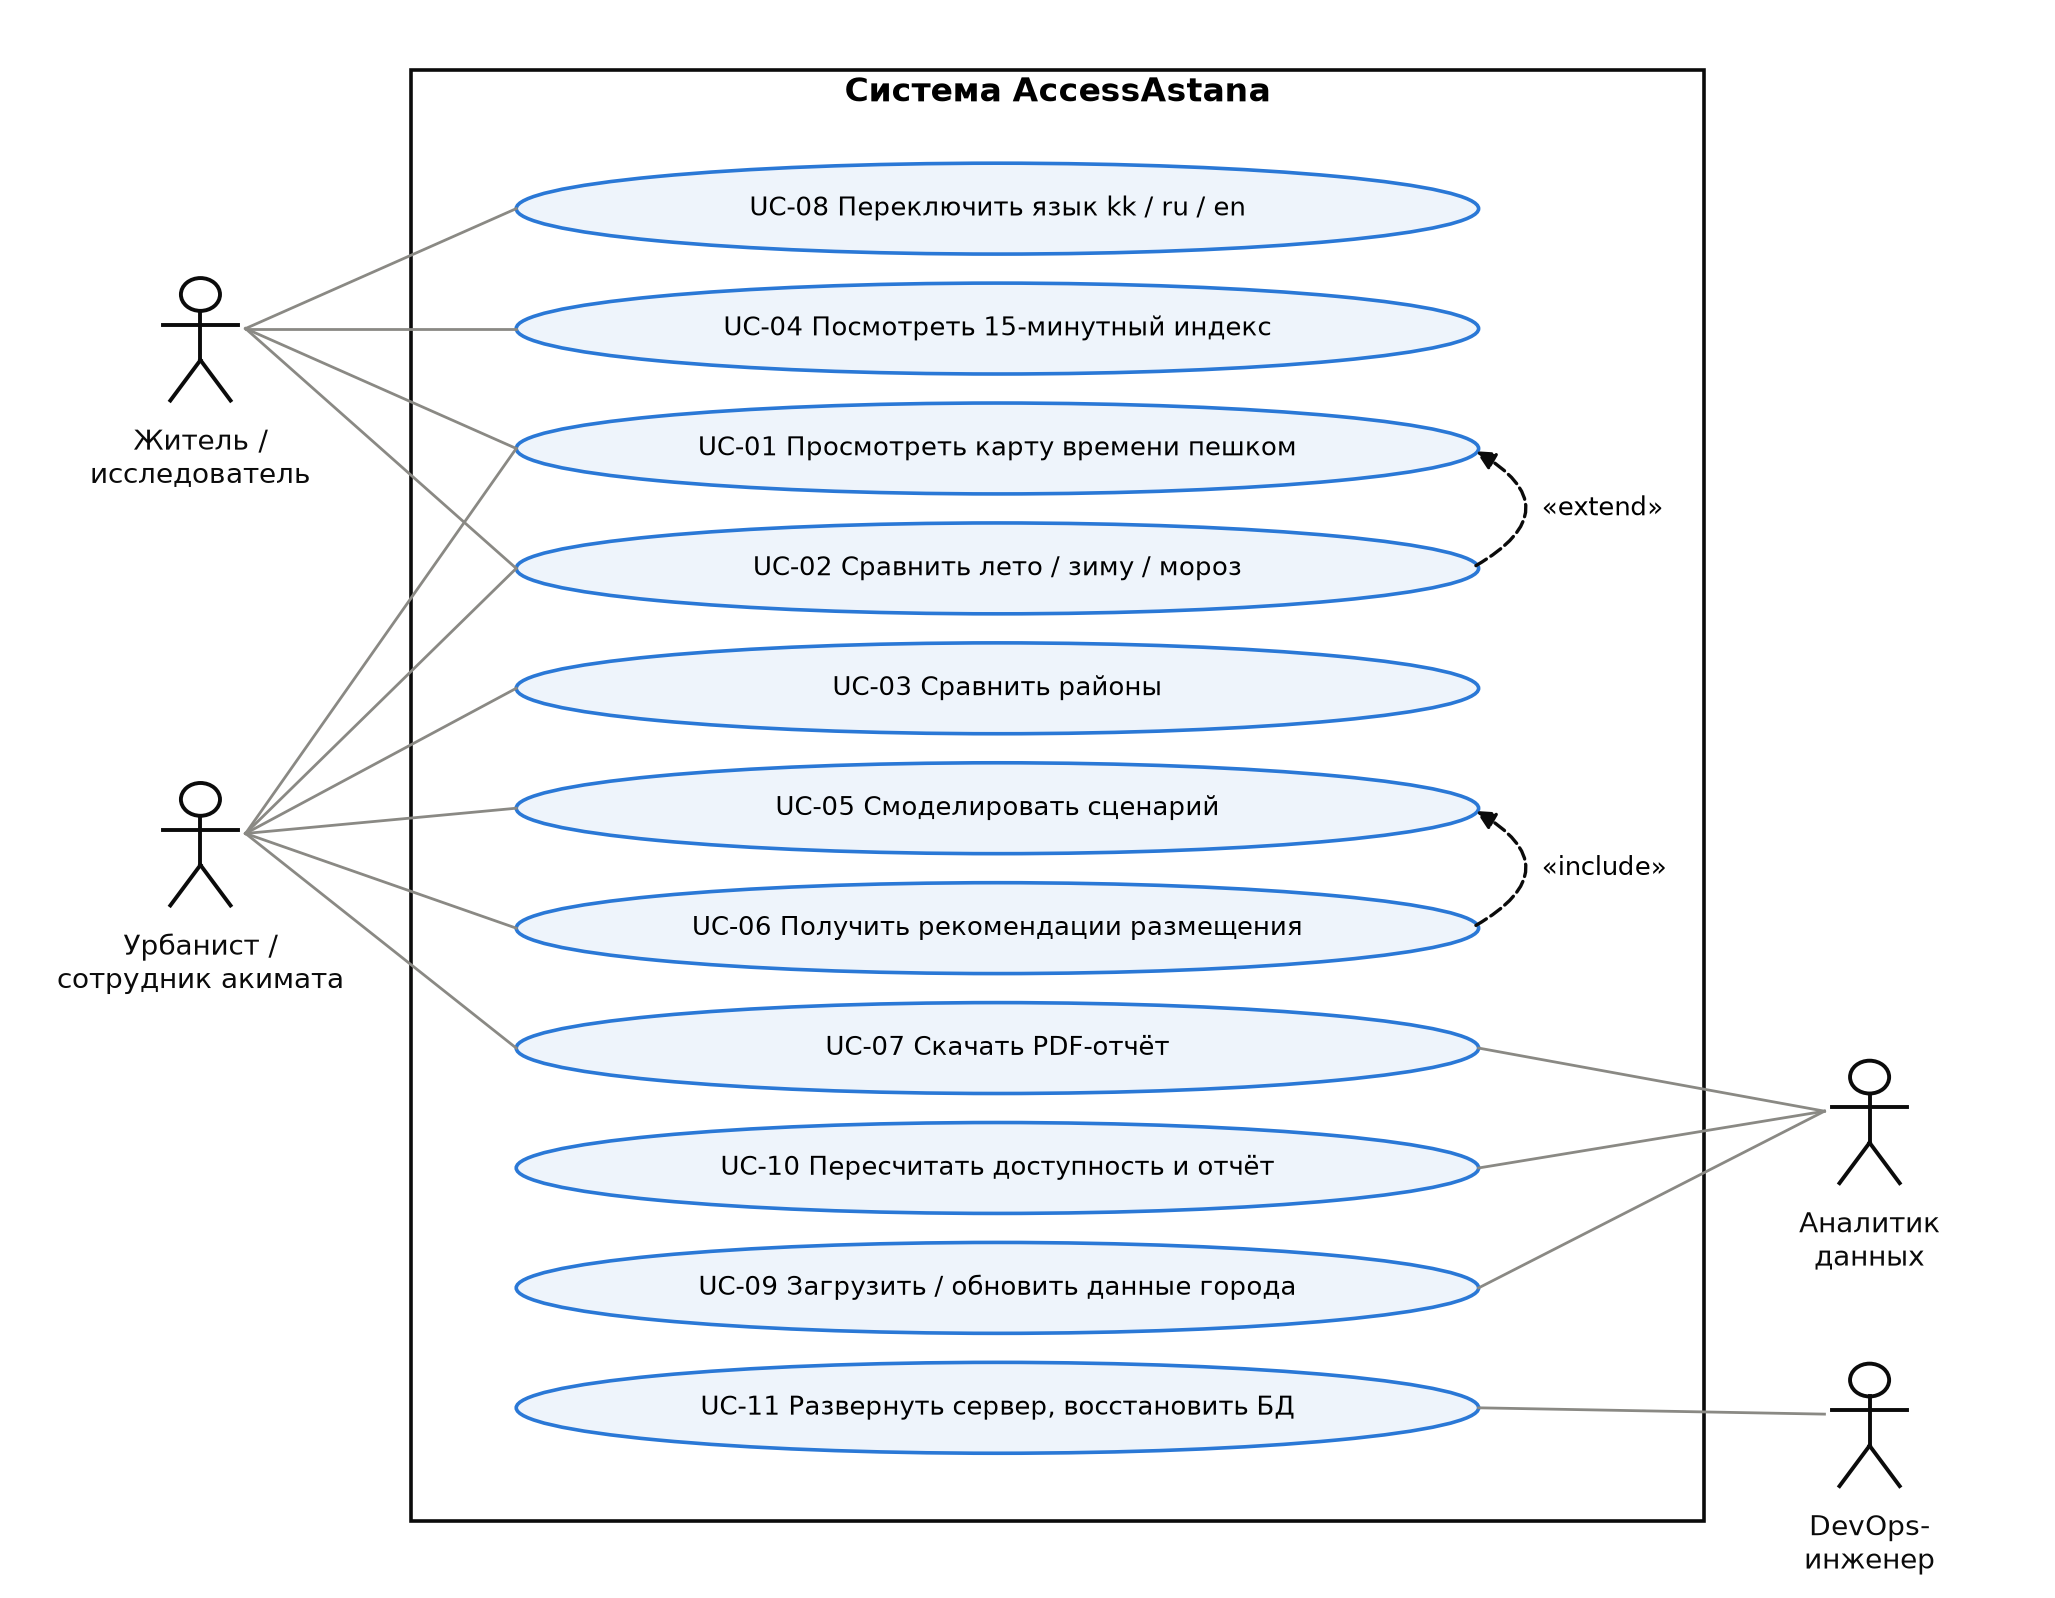 Система AccessAstana
UC-08 Переключить язык kk / ru / en
UC-04 Посмотреть 15-минутный индекс
Житель /
исследователь
UC-01 Просмотреть карту времени пешком
«extend»
UC-02 Сравнить лето / зиму / мороз
UC-03 Сравнить районы
UC-05 Смоделировать сценарий
«include»
UC-06 Получить рекомендации размещения
Урбанист /
сотрудник акимата
UC-07 Скачать PDF-отчёт
UC-10 Пересчитать доступность и отчёт
Аналитик
данных
UC-09 Загрузить / обновить данные города
UC-11 Развернуть сервер, восстановить БД
DevOps-
инженер